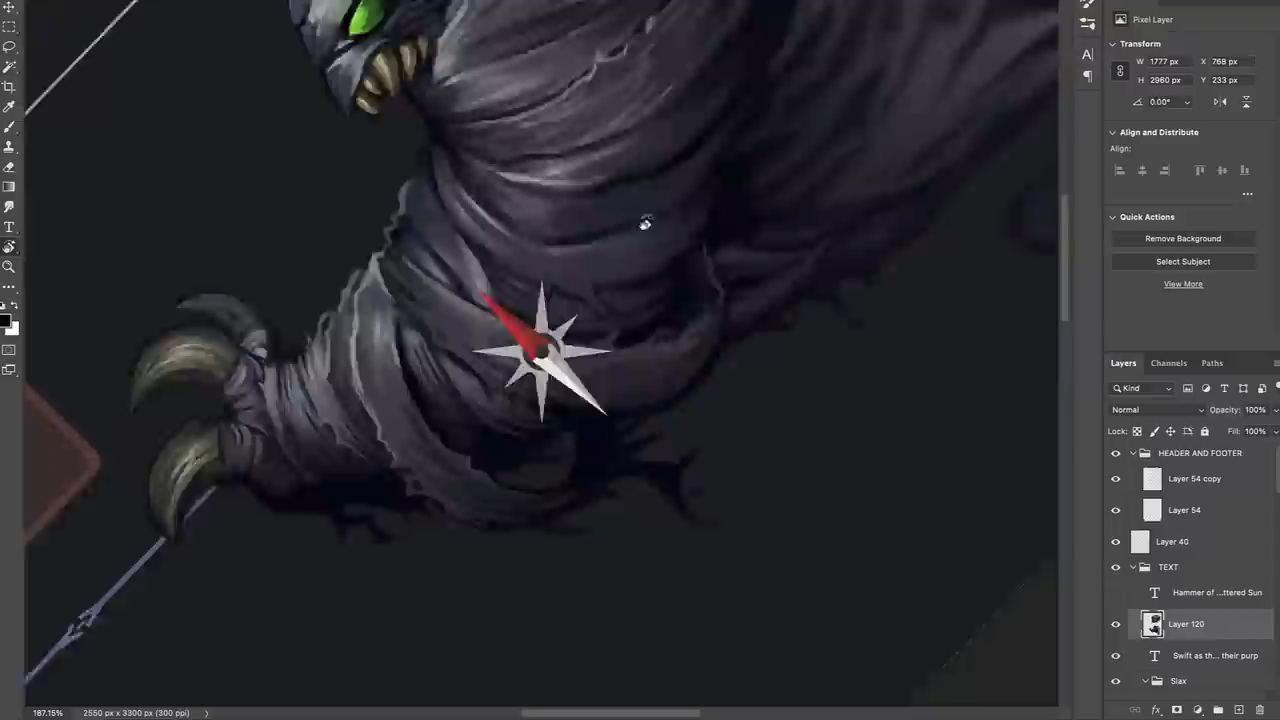 Pixel Layer
Transform
W 1777 px X 768 px
H 2960 px Y 233 px
0.00°
Align and Distribute
Align:
Quick Actions
Remove Background
Select Subject
View More
Layers Channels Paths
Kind
Normal Opacity: 100%
Lock: Fill: 100%
HEADER AND FOOTER
Layer 54 copy
Layer 54
Layer 40
TEXT
Hammer of ...ttered Sun
Layer 120
Swift as th... their purp
Slax
187.15% 2550 px x 3300 px (300 ppi)